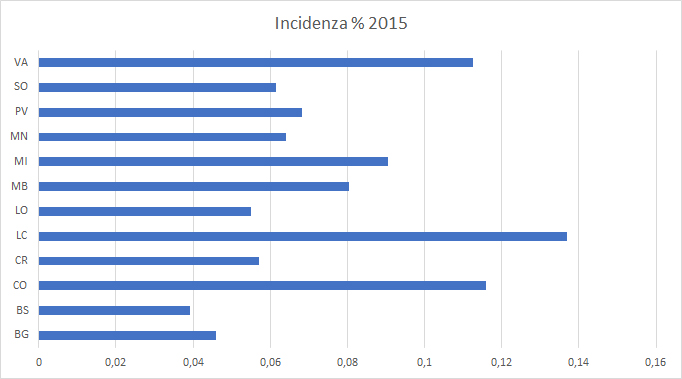 Incidenza % 2015
VA
SO
PV
MN
MI
MB
LO
LC
CR
CO
BS
BG
0 0,02 0,04 0,06 0,08 0,1 0,12 0,14 0,16